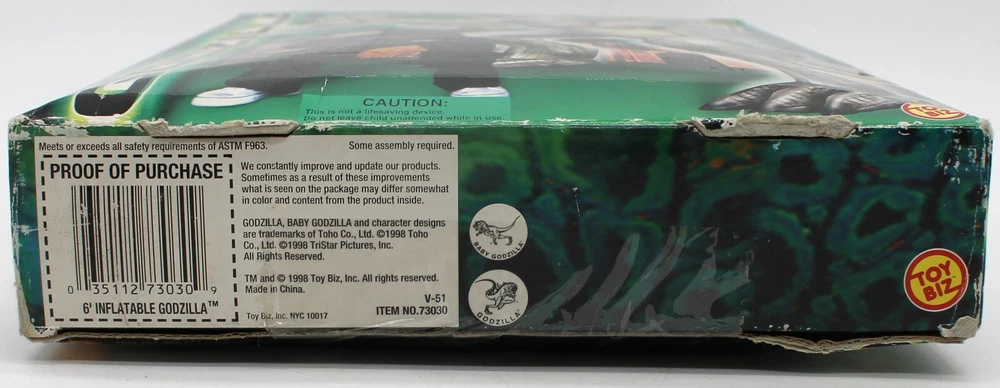 CAUTION:
This is not a lifesaving device.
Do not leave child unattended while in use.
TOY
BIZ
Meets or exceeds all safety requirements of ASTM F963.
Some assembly required.
PROOF OF PURCHASE
0 35112 73030 9
6' INFLATABLE GODZILLA™
We constantly improve and update our products.
Sometimes as a result of these improvements
what is seen on the package may differ somewhat
in color and content from the product inside.
GODZILLA, BABY GODZILLA and character designs
are trademarks of Toho Co., Ltd. ©1998 Toho
Co., Ltd. ©1998 TriStar Pictures, Inc.
All Rights Reserved.
TM and © 1998 Toy Biz, Inc. All rights reserved.
Made in China.
V-51
Toy Biz, Inc. NYC 10017
ITEM NO.73030
BABY GODZILLA™
GODZILLA™
TOY
BIZ